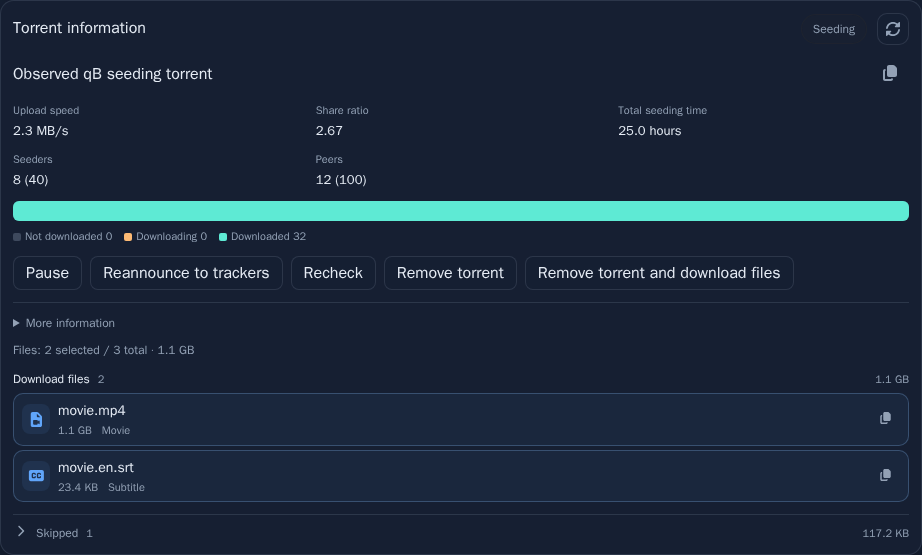 Torrent information
Seeding
Observed qB seeding torrent
Upload speed
Share ratio
Total seeding time
2.3 MB/s
2.67
25.0 hours
Seeders
Peers
8 (40)
12 (100)
Not downloaded 0
Downloading 0
Downloaded 32
Pause
Reannounce to trackers
Recheck
Remove torrent
Remove torrent and download files
More information
Files: 2 selected / 3 total · 1.1 GB
Download files 2
1.1 GB
movie.mp4
1.1 GB Movie
CC
movie.en.srt
23.4 KB Subtitle
Skipped 1
117.2 KB